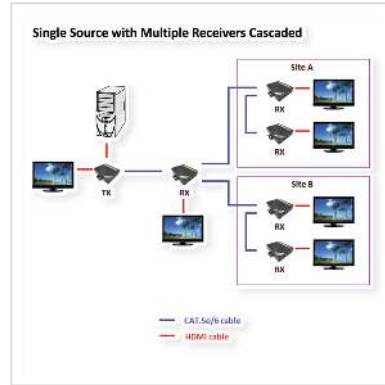 Single Source with Multiple Receivers Cascaded
Site A
RX
RX
TX
RX
Site B
RX
RX
CAT.5e/6 cable
HDMI cable